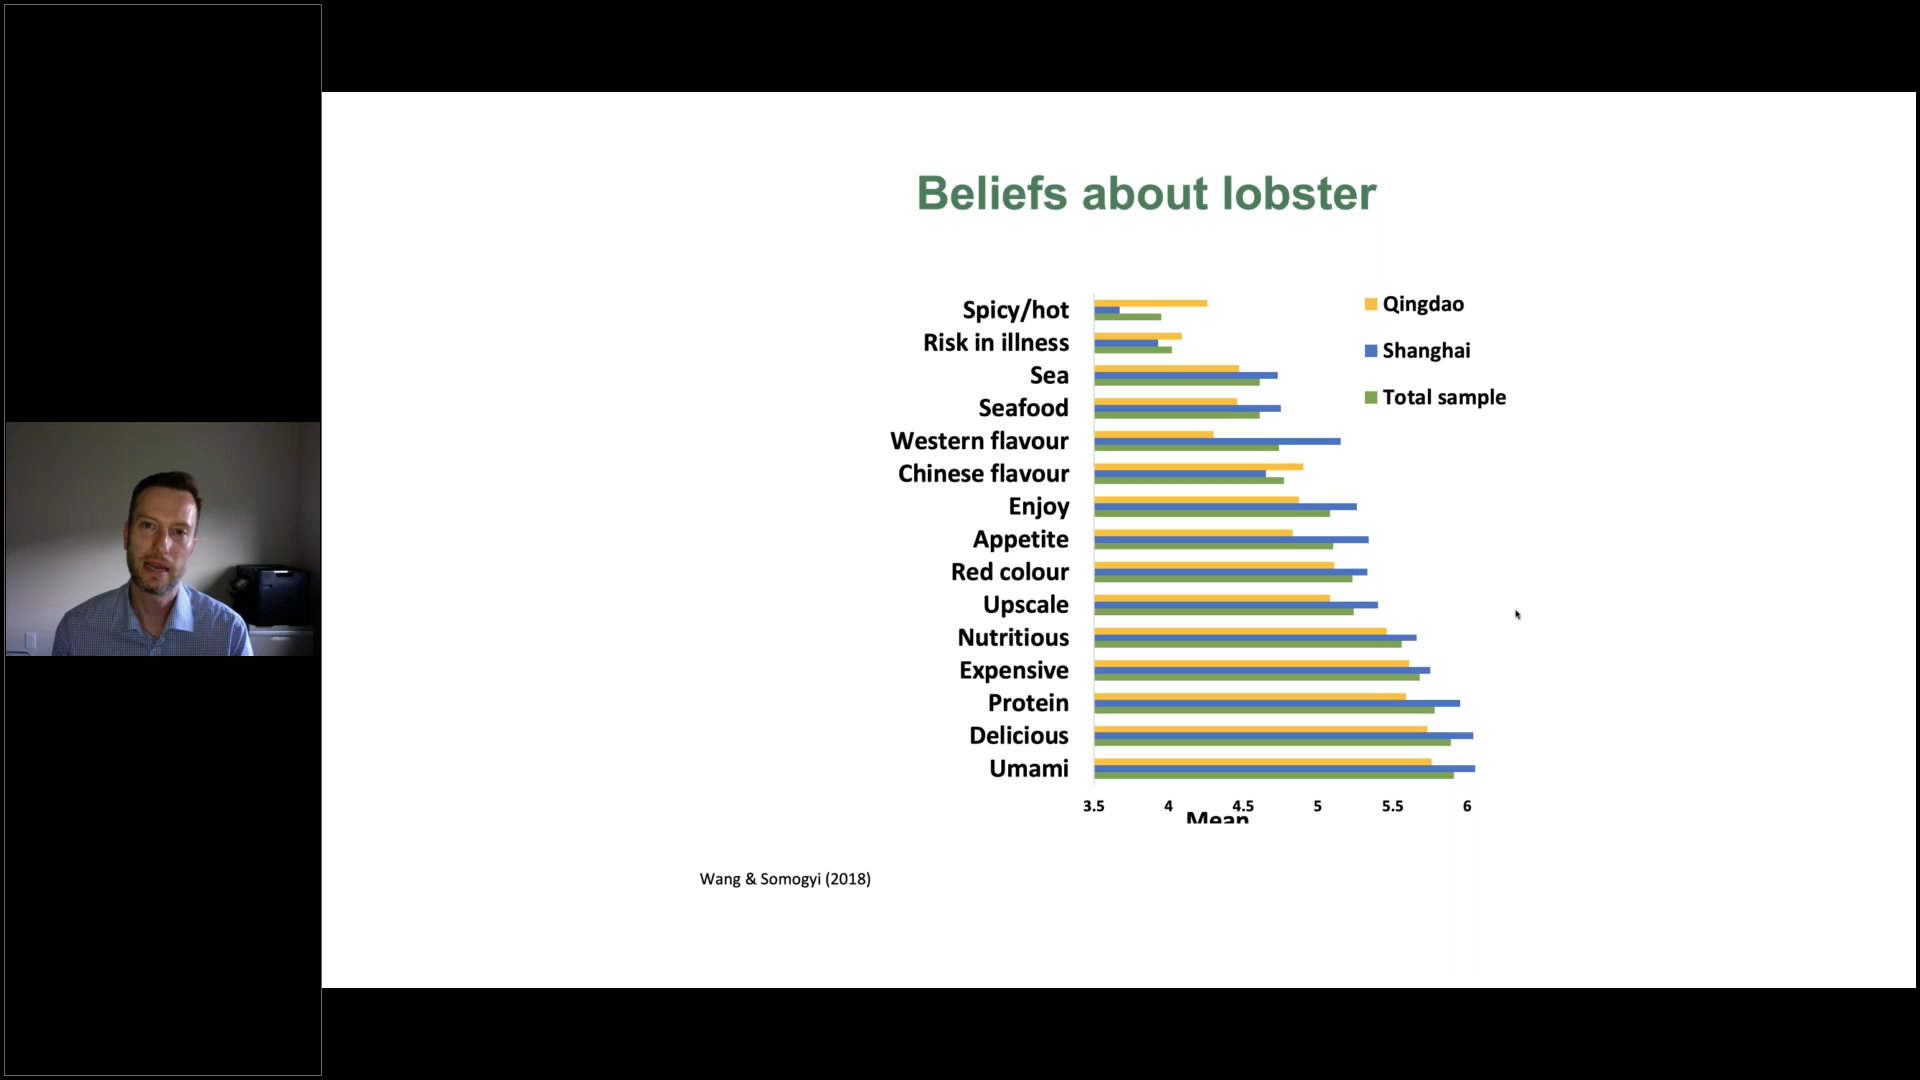 Beliefs about lobster
Spicy/hot
Risk in illness
Sea
Seafood
Western flavour
Chinese flavour
Enjoy
Appetite
Red colour
Upscale
Nutritious
Expensive
Protein
Delicious
Umami
Qingdao
Shanghai
Total sample
3.5 4 4.5 5 5.5 6
Mean
Wang & Somogyi (2018)